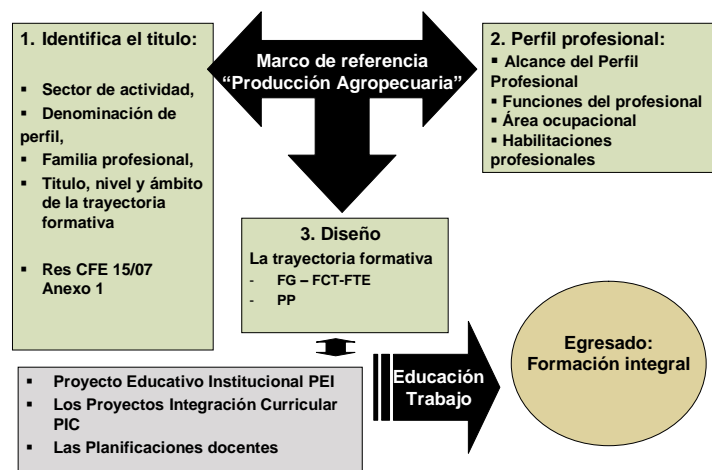 1. Identifica el titulo:
▪ Sector de actividad,
▪ Denominación de
perfil,
▪ Familia profesional,
▪ Titulo, nivel y ámbito
de la trayectoria
formativa
▪ Res CFE 15/07
Anexo 1
Marco de referencia
“Producción Agropecuaria”
2. Perfil profesional:
▪ Alcance del Perfil
Profesional
▪ Funciones del profesional
▪ Área ocupacional
▪ Habilitaciones
profesionales
3. Diseño
La trayectoria formativa
- FG – FCT-FTE
- PP
▪ Proyecto Educativo Institucional PEI
▪ Los Proyectos Integración Curricular
PIC
▪ Las Planificaciones docentes
Educación
Trabajo
Egresado:
Formación integral